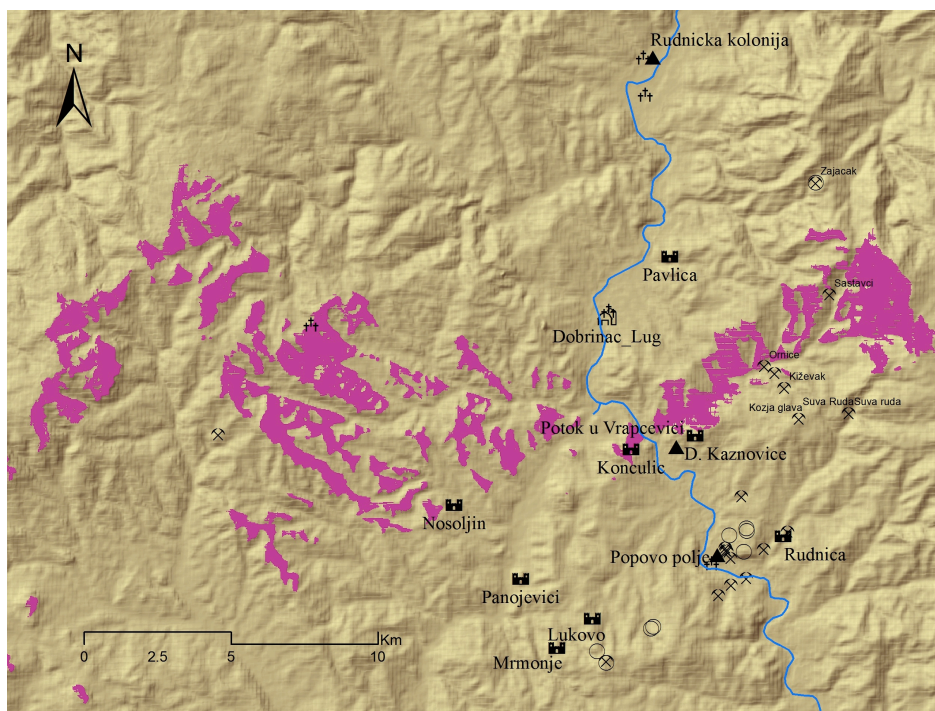 N
Rudnicka kolonija
Zajacak
Pavlica
Sastavci
Dobrinac_Lug
Ornice
Kiževak
Kozja glava
Suva Ruda
Suva ruda
Potok u Vrapcevici
Konculic
D. Kaznovice
Nosoljin
Popovo polje
Rudnica
Panojevici
Lukovo
Mrmonje
Km
0 2.5 5 10